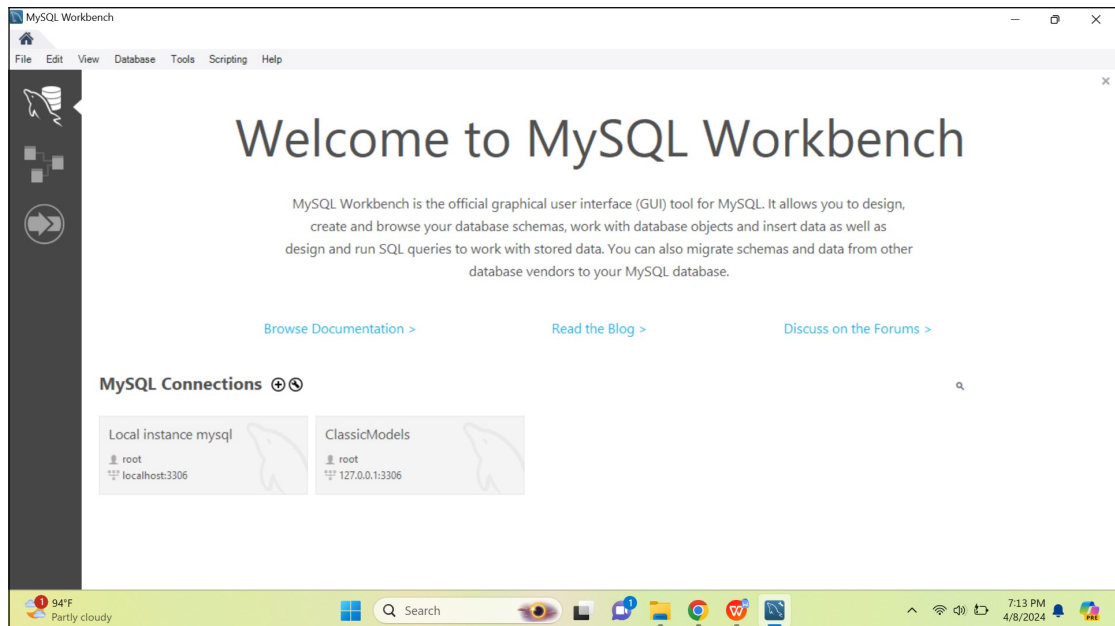 MySQL Workbench
File Edit View Database Tools Scripting Help
Welcome to MySQL Workbench
MySQL Workbench is the official graphical user interface (GUI) tool for MySQL. It allows you to design,
create and browse your database schemas, work with database objects and insert data as well as
design and run SQL queries to work with stored data. You can also migrate schemas and data from other
database vendors to your MySQL database.
Browse Documentation > Read the Blog > Discuss on the Forums >
MySQL Connections
Local instance mysql
root
localhost:3306
ClassicModels
root
127.0.0.1:3306
1
94°F
Partly cloudy
Search
1
7:13 PM
4/8/2024
PRE